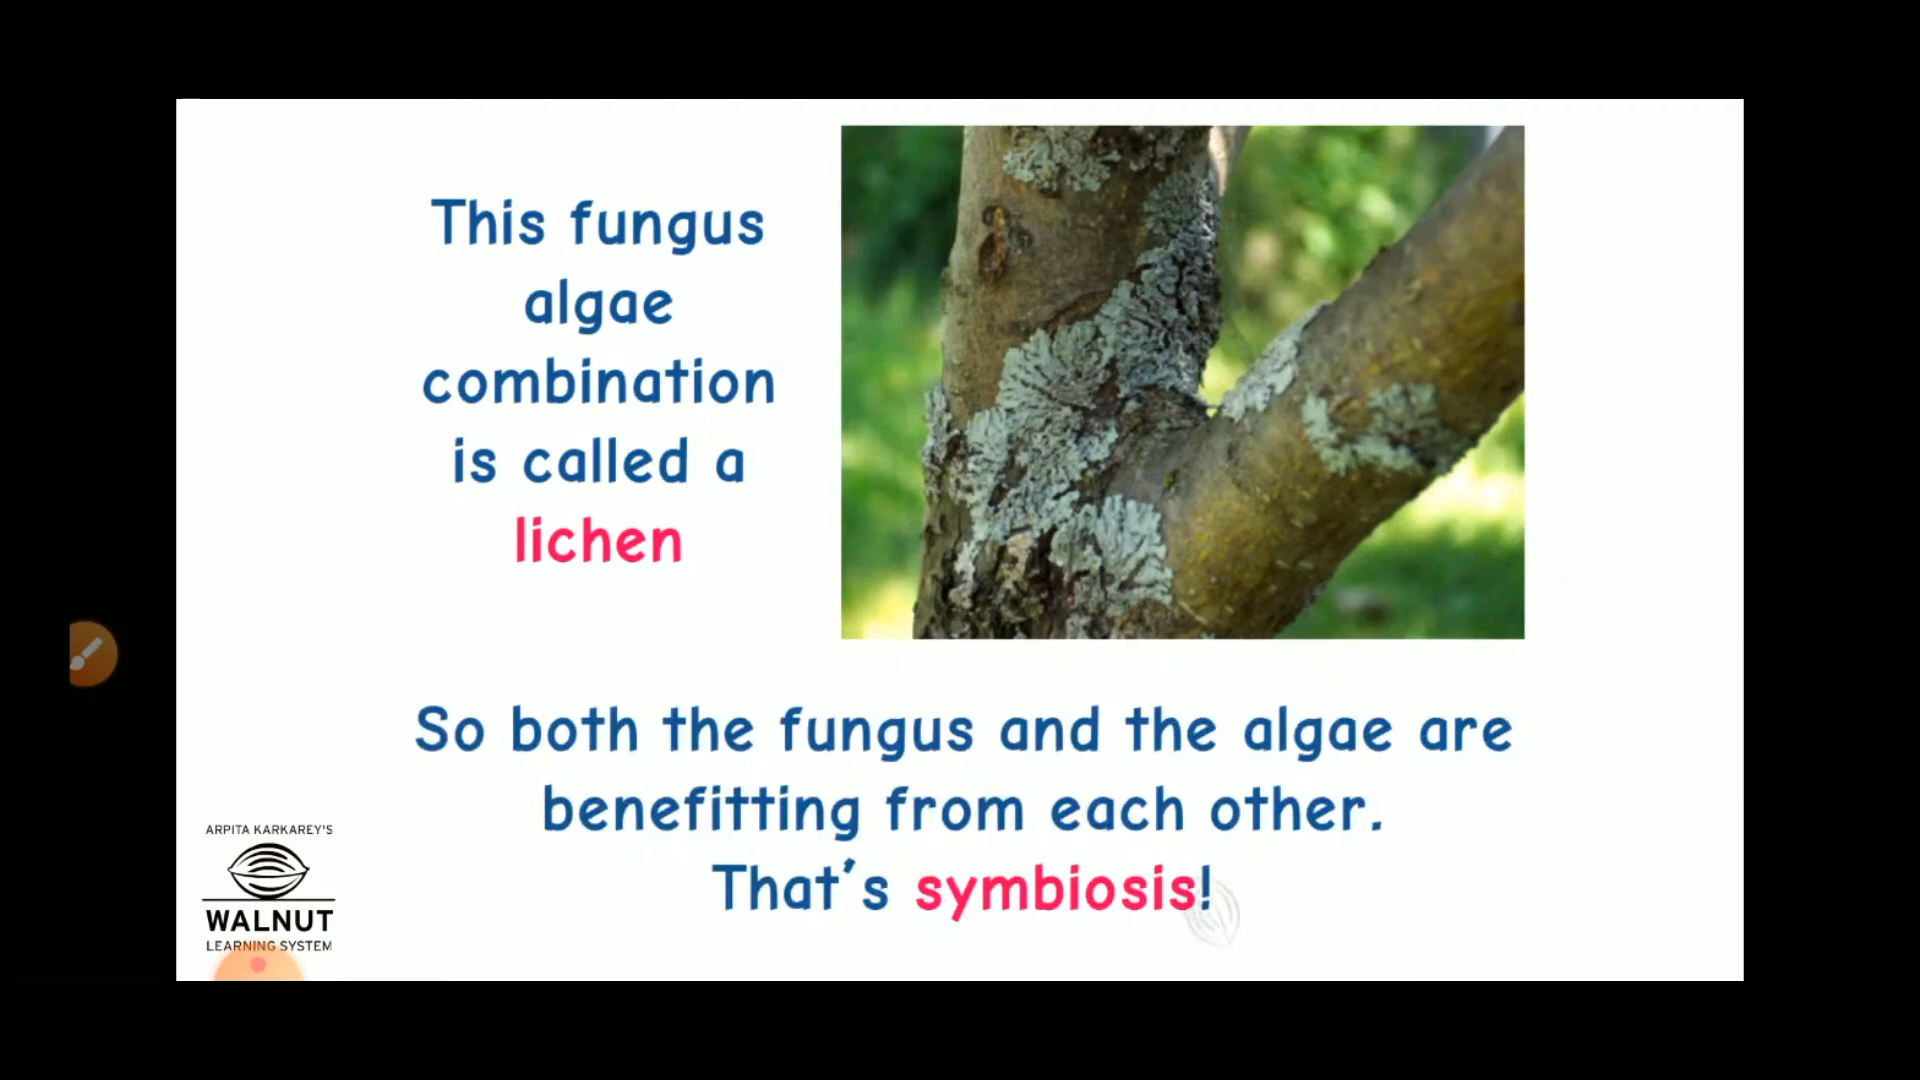 This fungus
algae
combination
is called a
lichen
So both the fungus and the algae are
benefitting from each other.
That's symbiosis!
ARPITA KARKAREY'S
WALNUT
LEARNING SYSTEM